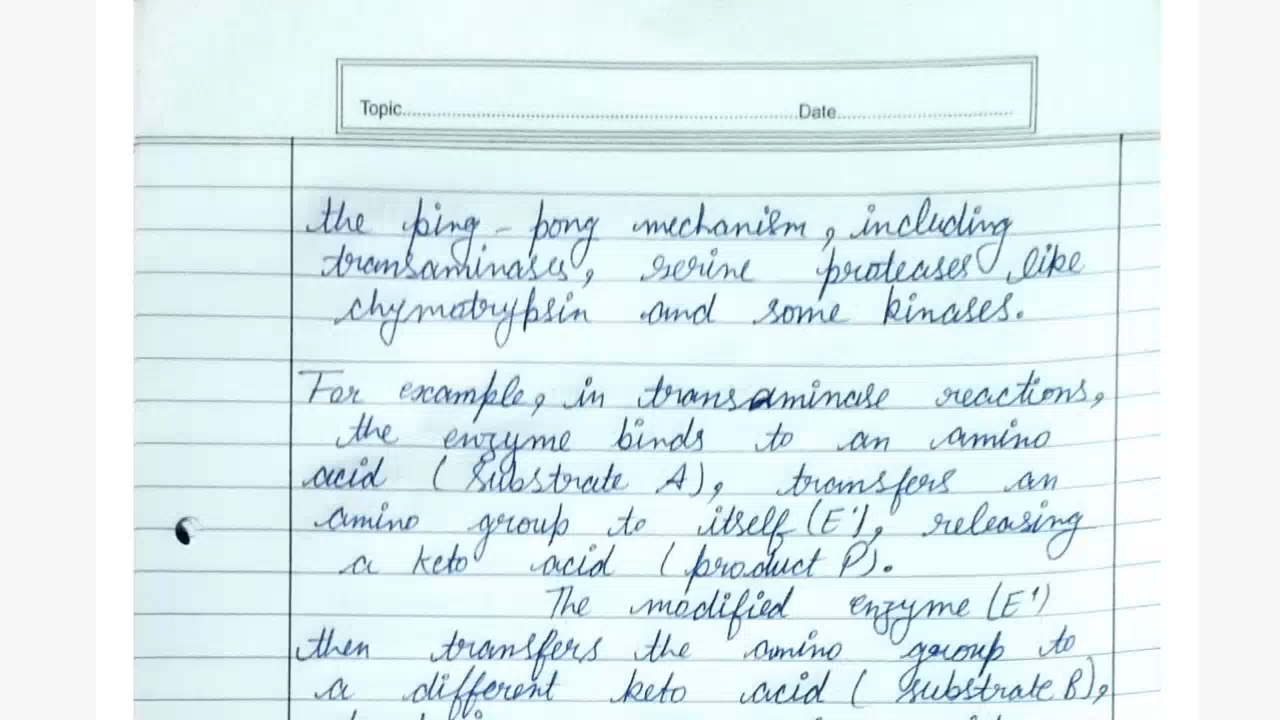 Topic........................................Date........................
the ping - pong mechanism, including
transaminases, serine proteases like
chymotrypsin and some kinases.
For example, in transaminase reactions,
the enzyme binds to an amino
acid (substrate A), transfers an
amino group to itself (E'), releasing
a keto acid (product P).
The modified enzyme (E')
then transfers the amino group to
a different keto acid (substrate B),